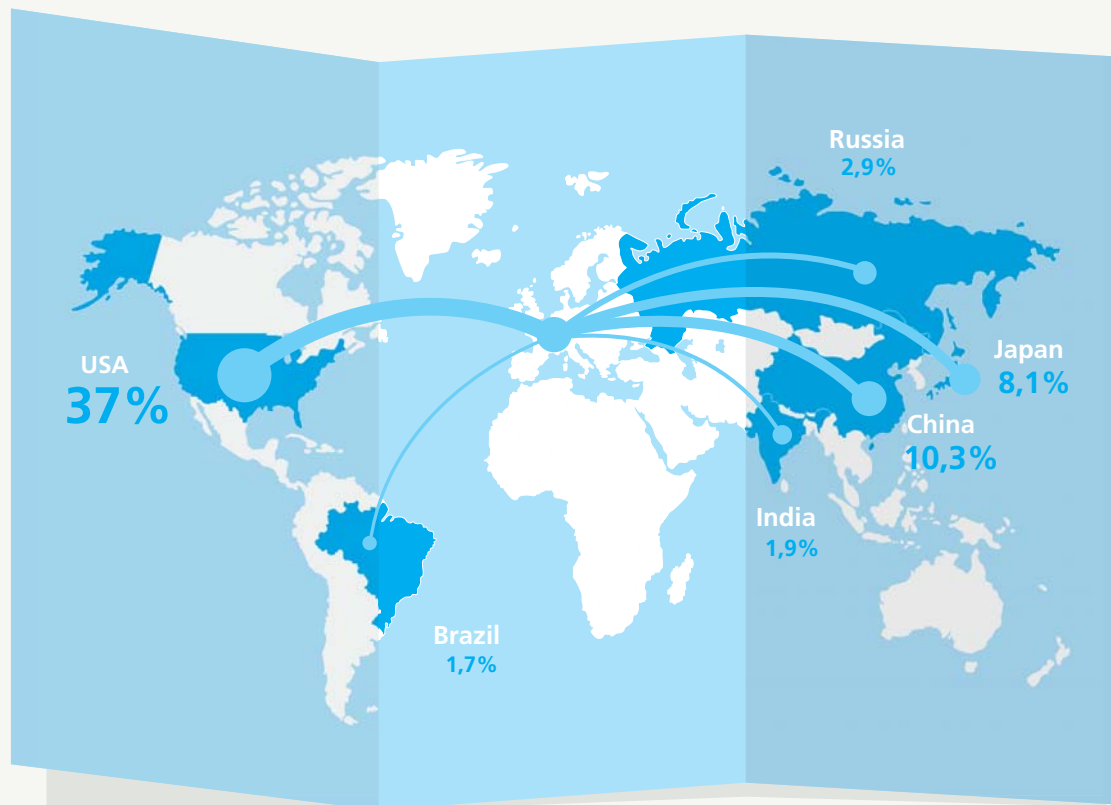 Russia
2,9%
USA
37%
Japan
8,1%
China
10,3%
India
1,9%
Brazil
1,7%